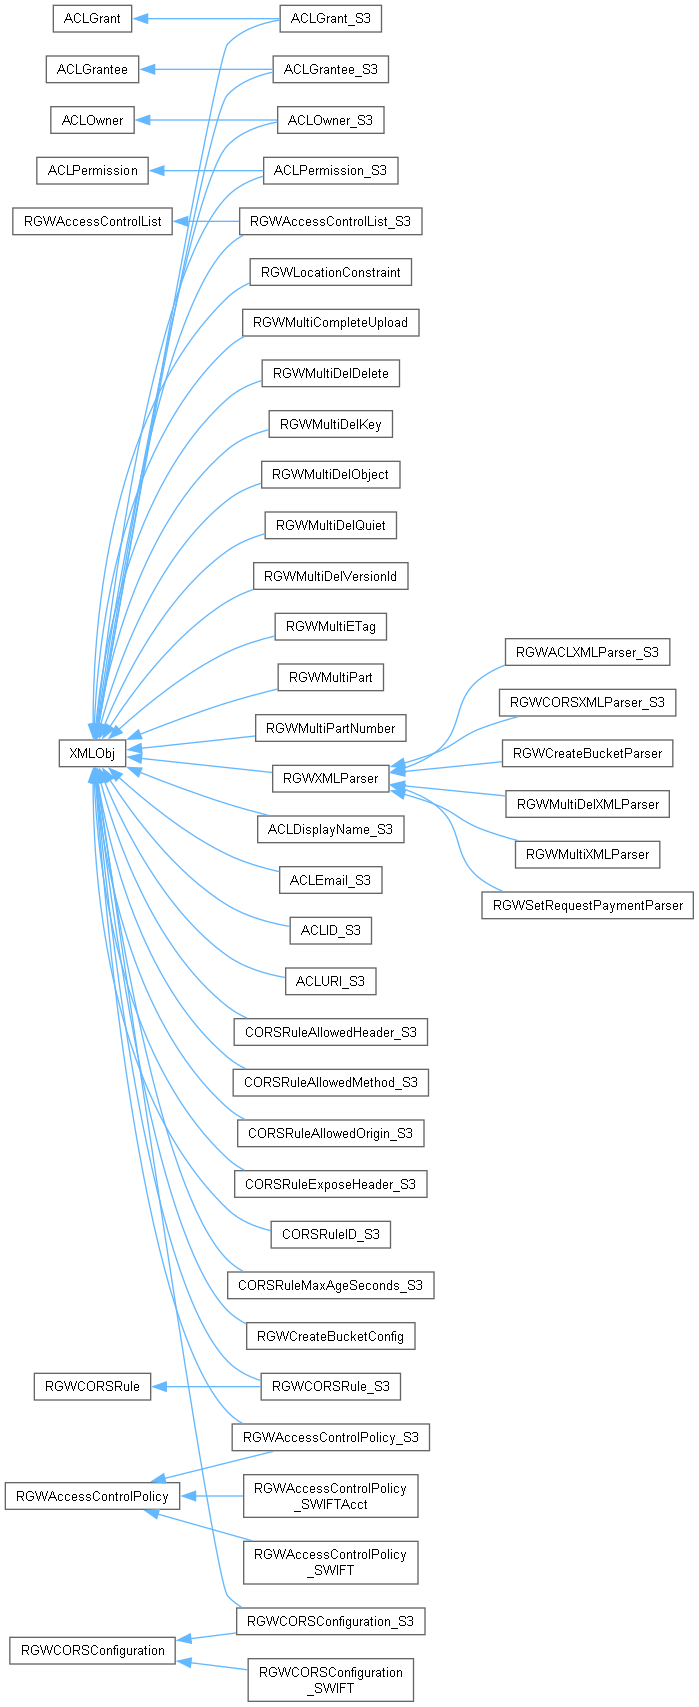 ACLGrant
ACLGrant_S3
ACLGrantee
ACLGrantee_S3
ACLOwner
ACLOwner_S3
ACLPermission
ACLPermission_S3
RGWAccessControlList
RGWAccessControlList_S3
RGWLocationConstraint
RGWMultiCompleteUpload
RGWMultiDelDelete
RGWMultiDelKey
RGWMultiDelObject
RGWMultiDelQuiet
RGWMultiDelVersionId
RGWMultiETag
RGWACLXMLParser_S3
RGWMultiPart
RGWCORSXMLParser_S3
RGWMultiPartNumber
XMLObj
RGWCreateBucketParser
RGWXMLParser
RGWMultiDelXMLParser
ACLDisplayName_S3
RGWMultiXMLParser
ACLEmail_S3
RGWSetRequestPaymentParser
ACLID_S3
ACLURI_S3
CORSRuleAllowedHeader_S3
CORSRuleAllowedMethod_S3
CORSRuleAllowedOrigin_S3
CORSRuleExposeHeader_S3
CORSRuleID_S3
CORSRuleMaxAgeSeconds_S3
RGWCreateBucketConfig
RGWCORSRule
RGWCORSRule_S3
RGWAccessControlPolicy_S3
RGWAccessControlPolicy
RGWAccessControlPolicy
_SWIFTAcct
RGWAccessControlPolicy
_SWIFT
RGWCORSConfiguration_S3
RGWCORSConfiguration
RGWCORSConfiguration
_SWIFT